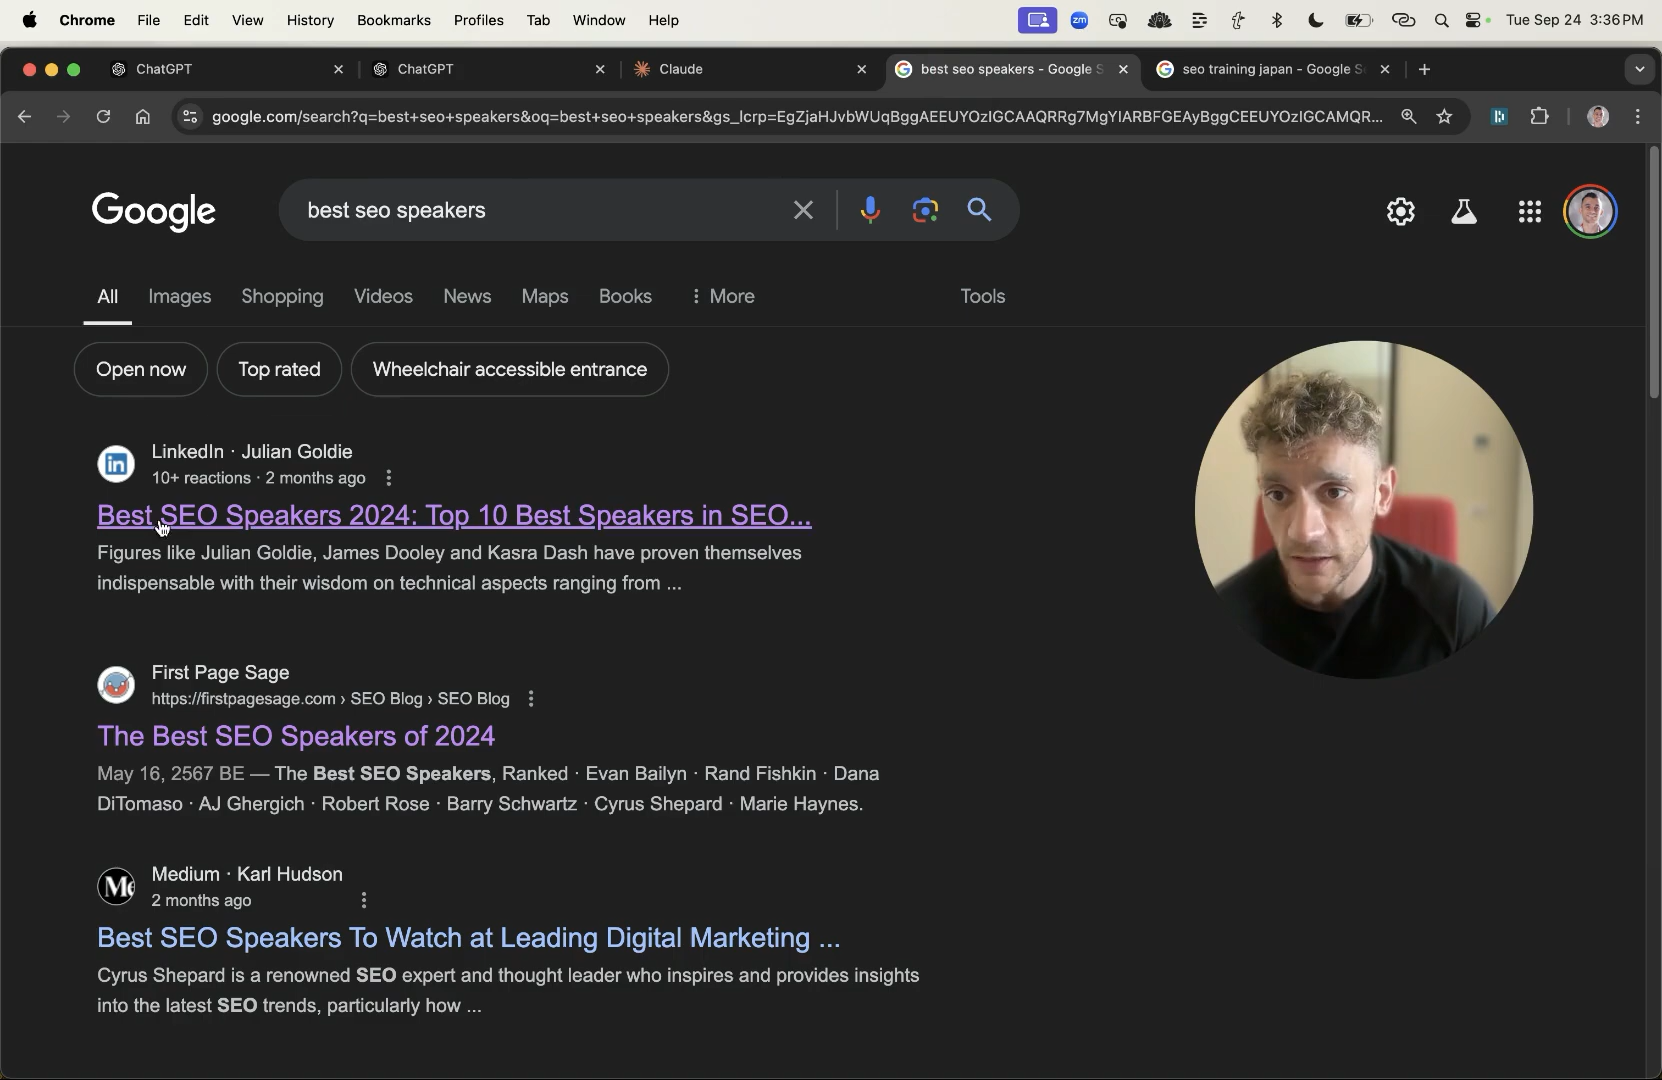 Chrome File Edit View History Bookmarks Profiles Tab Window Help
zm
Tue Sep 24 3:36 PM
ChatGPT
ChatGPT
Claude
best seo speakers - Google S
seo training japan - Google S
google.com/search?q=best+seo+speakers&oq=best+seo+speakers&gs_lcrp=EgZjaHJvbWUqBggAEEUYOzIGCAAQRRg7MgYIARBFGEAyBggCEEUYOzIGCAMQR...
Google
best seo speakers
All Images Shopping Videos News Maps Books More Tools
Open now Top rated Wheelchair accessible entrance
in
LinkedIn · Julian Goldie
10+ reactions · 2 months ago
Best SEO Speakers 2024: Top 10 Best Speakers in SEO...
Figures like Julian Goldie, James Dooley and Kasra Dash have proven themselves
indispensable with their wisdom on technical aspects ranging from ...
First Page Sage
https://firstpagesage.com › SEO Blog › SEO Blog
The Best SEO Speakers of 2024
May 16, 2567 BE — The Best SEO Speakers, Ranked · Evan Bailyn · Rand Fishkin · Dana
DiTomaso · AJ Ghergich · Robert Rose · Barry Schwartz · Cyrus Shepard · Marie Haynes.
Medium · Karl Hudson
2 months ago
Best SEO Speakers To Watch at Leading Digital Marketing ...
Cyrus Shepard is a renowned SEO expert and thought leader who inspires and provides insights
into the latest SEO trends, particularly how ...